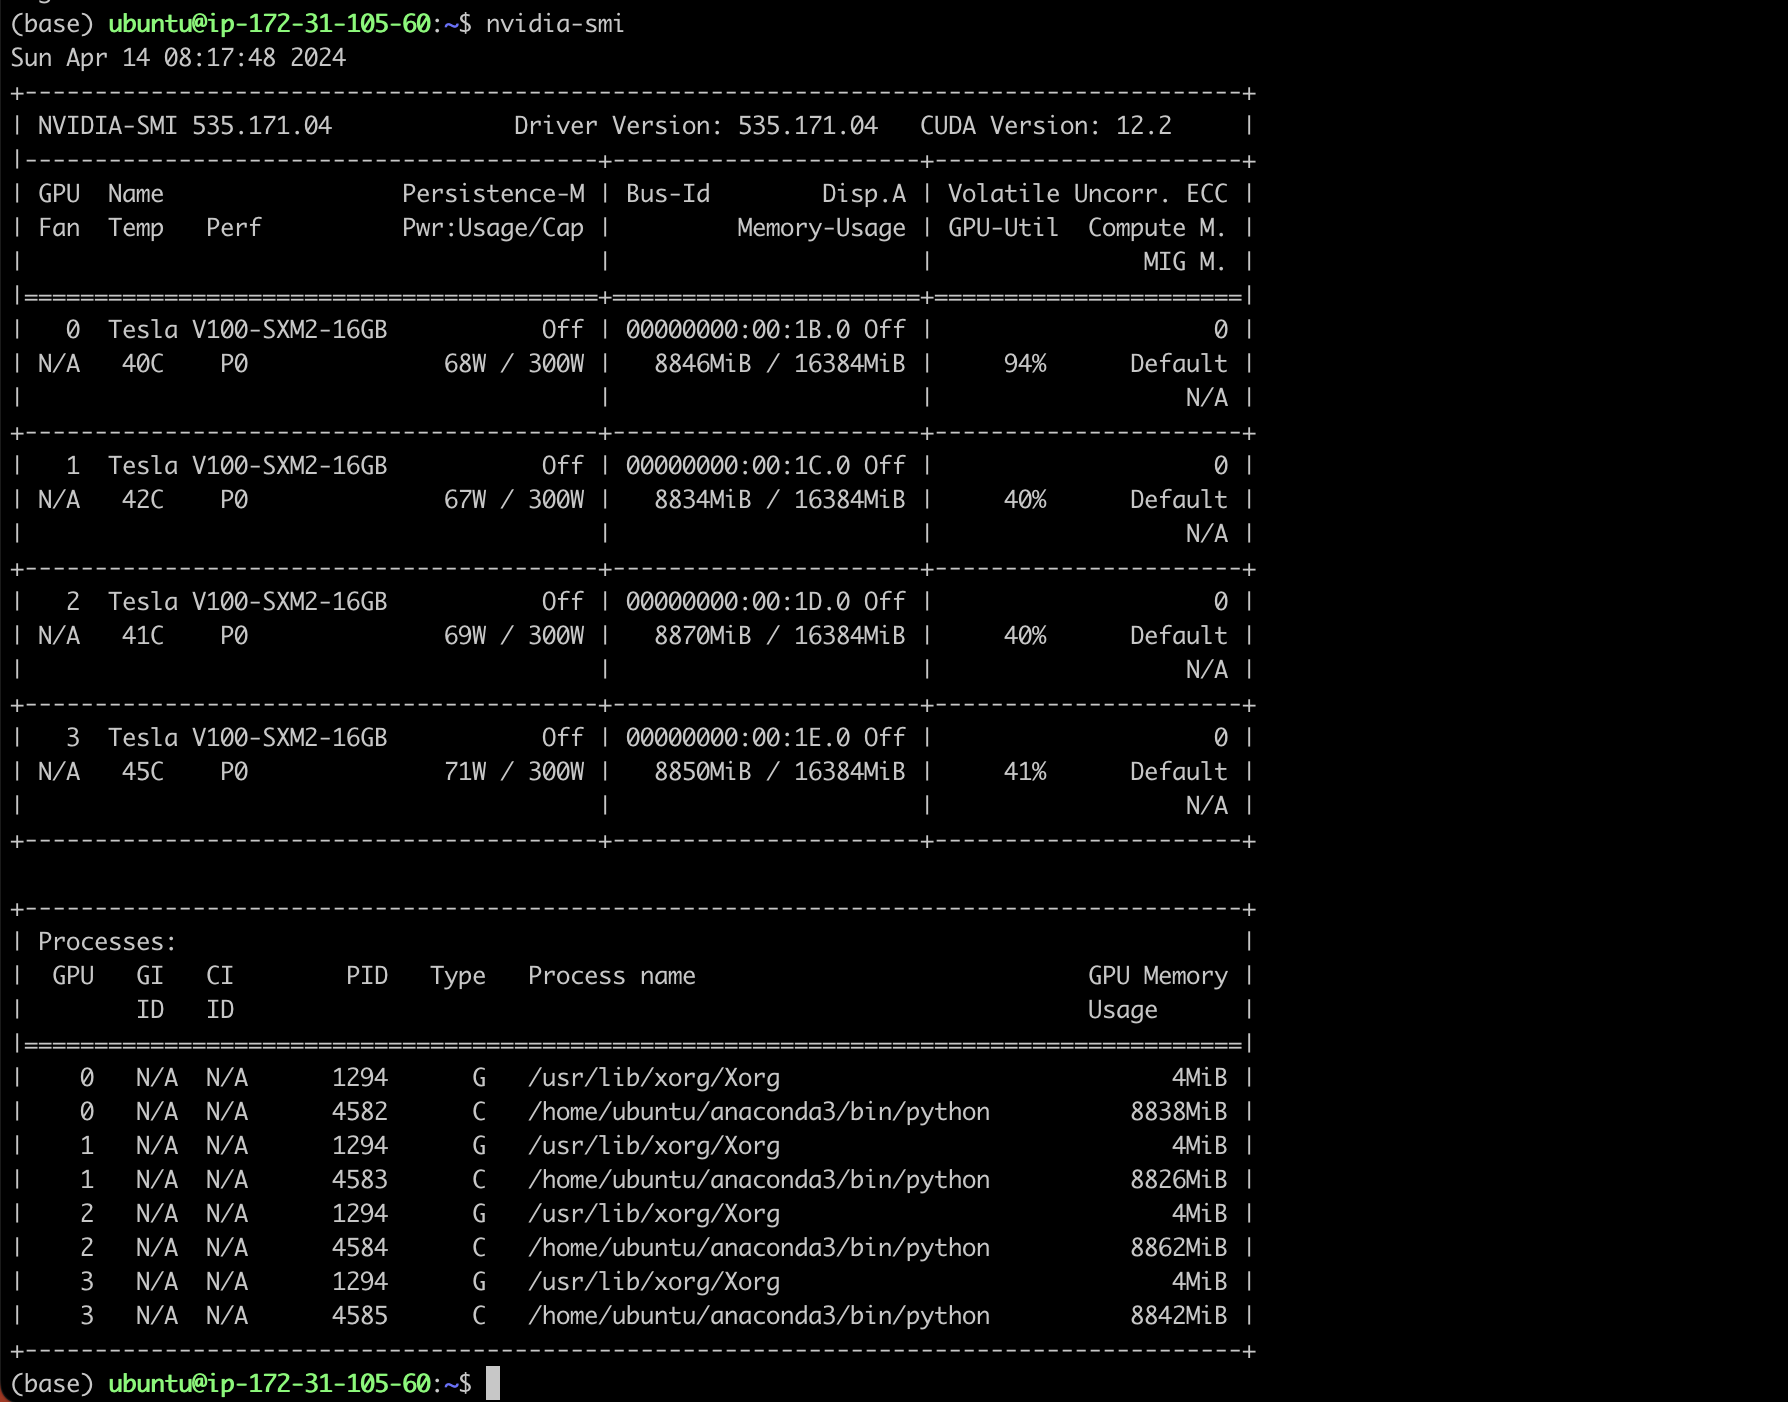 (base) ubuntu@ip-172-31-105-60:~$ nvidia-smi
Sun Apr 14 08:17:48 2024
+---------------------------------------------------------------------------------------+
| NVIDIA-SMI 535.171.04             Driver Version: 535.171.04   CUDA Version: 12.2     |
|-----------------------------------------+----------------------+----------------------+
| GPU  Name                 Persistence-M | Bus-Id        Disp.A | Volatile Uncorr. ECC |
| Fan  Temp   Perf          Pwr:Usage/Cap |         Memory-Usage | GPU-Util  Compute M. |
|                                         |                      |               MIG M. |
|=========================================+======================+======================|
|   0  Tesla V100-SXM2-16GB           Off | 00000000:00:1B.0 Off |                    0 |
| N/A   40C    P0              68W / 300W |   8846MiB / 16384MiB |     94%      Default |
|                                         |                      |                  N/A |
+-----------------------------------------+----------------------+----------------------+
|   1  Tesla V100-SXM2-16GB           Off | 00000000:00:1C.0 Off |                    0 |
| N/A   42C    P0              67W / 300W |   8834MiB / 16384MiB |     40%      Default |
|                                         |                      |                  N/A |
+-----------------------------------------+----------------------+----------------------+
|   2  Tesla V100-SXM2-16GB           Off | 00000000:00:1D.0 Off |                    0 |
| N/A   41C    P0              69W / 300W |   8870MiB / 16384MiB |     40%      Default |
|                                         |                      |                  N/A |
+-----------------------------------------+----------------------+----------------------+
|   3  Tesla V100-SXM2-16GB           Off | 00000000:00:1E.0 Off |                    0 |
| N/A   45C    P0              71W / 300W |   8850MiB / 16384MiB |     41%      Default |
|                                         |                      |                  N/A |
+-----------------------------------------+----------------------+----------------------+

+---------------------------------------------------------------------------------------+
| Processes:                                                                            |
|  GPU   GI   CI        PID   Type   Process name                            GPU Memory |
|        ID   ID                                                             Usage      |
|=======================================================================================|
|    0   N/A  N/A      1294      G   /usr/lib/xorg/Xorg                            4MiB |
|    0   N/A  N/A      4582      C   /home/ubuntu/anaconda3/bin/python          8838MiB |
|    1   N/A  N/A      1294      G   /usr/lib/xorg/Xorg                            4MiB |
|    1   N/A  N/A      4583      C   /home/ubuntu/anaconda3/bin/python          8826MiB |
|    2   N/A  N/A      1294      G   /usr/lib/xorg/Xorg                            4MiB |
|    2   N/A  N/A      4584      C   /home/ubuntu/anaconda3/bin/python          8862MiB |
|    3   N/A  N/A      1294      G   /usr/lib/xorg/Xorg                            4MiB |
|    3   N/A  N/A      4585      C   /home/ubuntu/anaconda3/bin/python          8842MiB |
+---------------------------------------------------------------------------------------+
(base) ubuntu@ip-172-31-105-60:~$